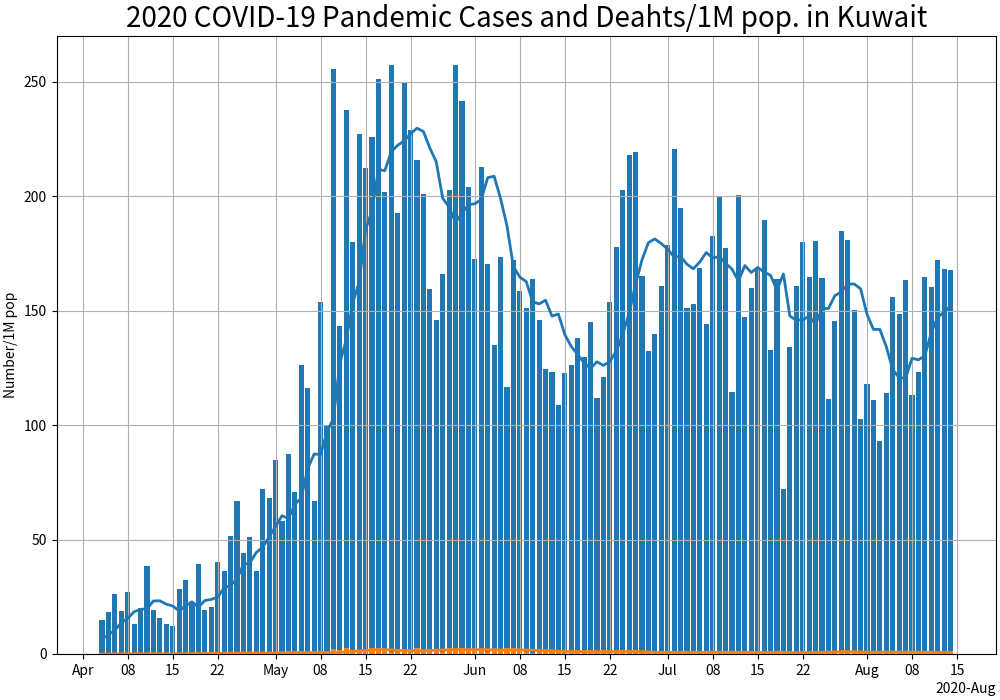 2020 COVID-19 Pandemic Cases and Deahts/1M pop. in Kuwait
Number/1M pop
250
200
150
100
50
0
Apr 08 15 22 May 08 15 22 Jun 08 15 22 Jul 08 15 22 Aug 08 15
2020-Aug